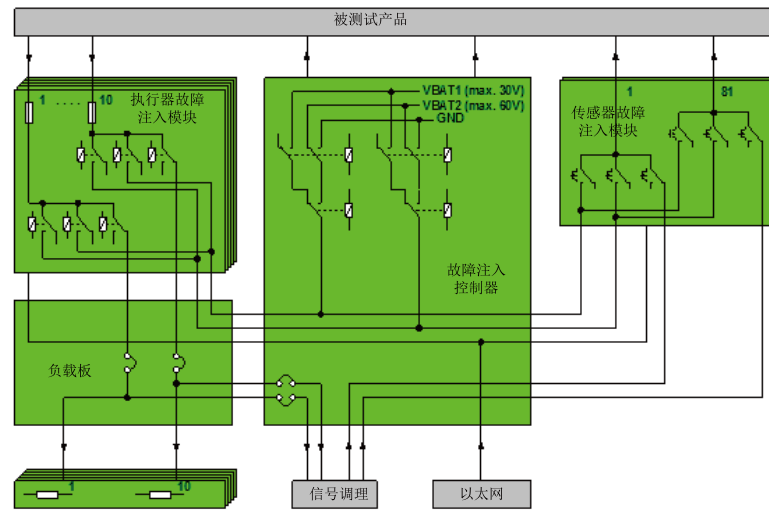 被测试产品
1 ..... 10
执行器故障
注入模块
VBAT1 (max. 30V)
VBAT2 (max. 60V)
GND
1
81
传感器故障
注入模块
故障注入
控制器
负载板
1
10
信号调理
以太网